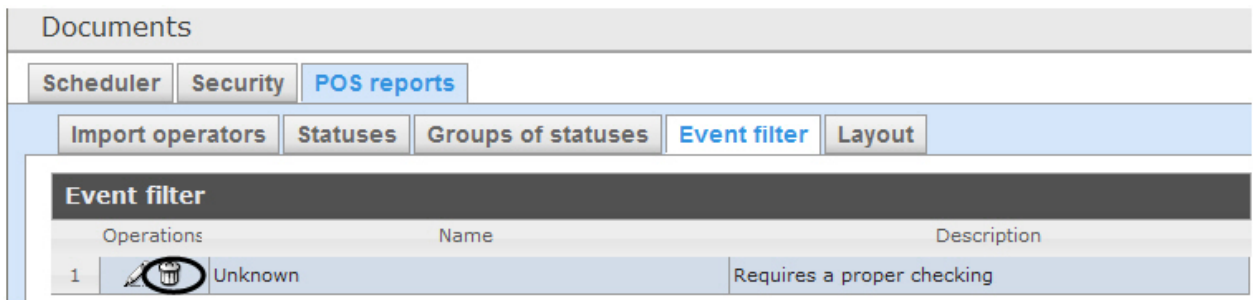 Documents
Scheduler Security POS reports
Import operators Statuses Groups of statuses Event filter Layout
Event filter
Operations Name Description
1 Unknown Requires a proper checking